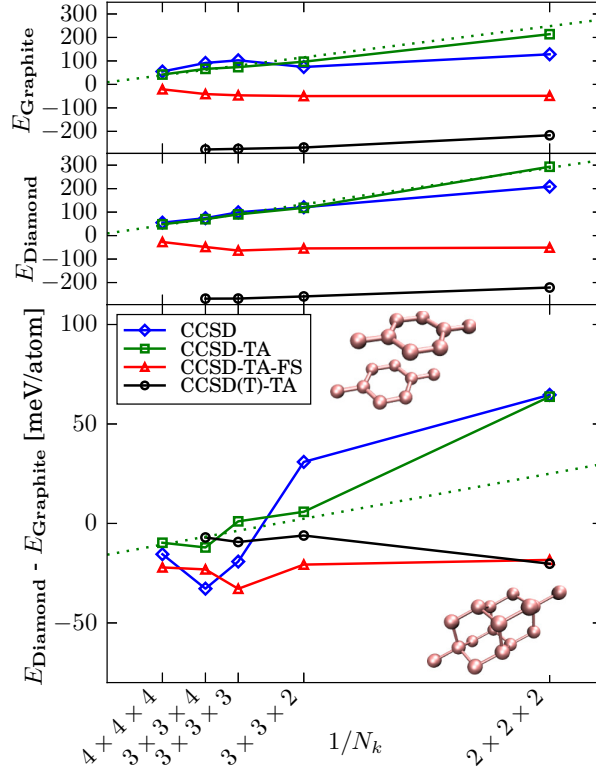 300
200
100
0
−100
−200
E_Graphite
300
200
100
0
−100
−200
E_Diamond
100
50
0
−50
E_Diamond - E_Graphite [meV/atom]
CCSD
CCSD-TA
CCSD-TA-FS
CCSD(T)-TA
4 × 4 × 4
3 × 3 × 4
3 × 3 × 3
3 × 3 × 2
2 × 2 × 2
1/N_k